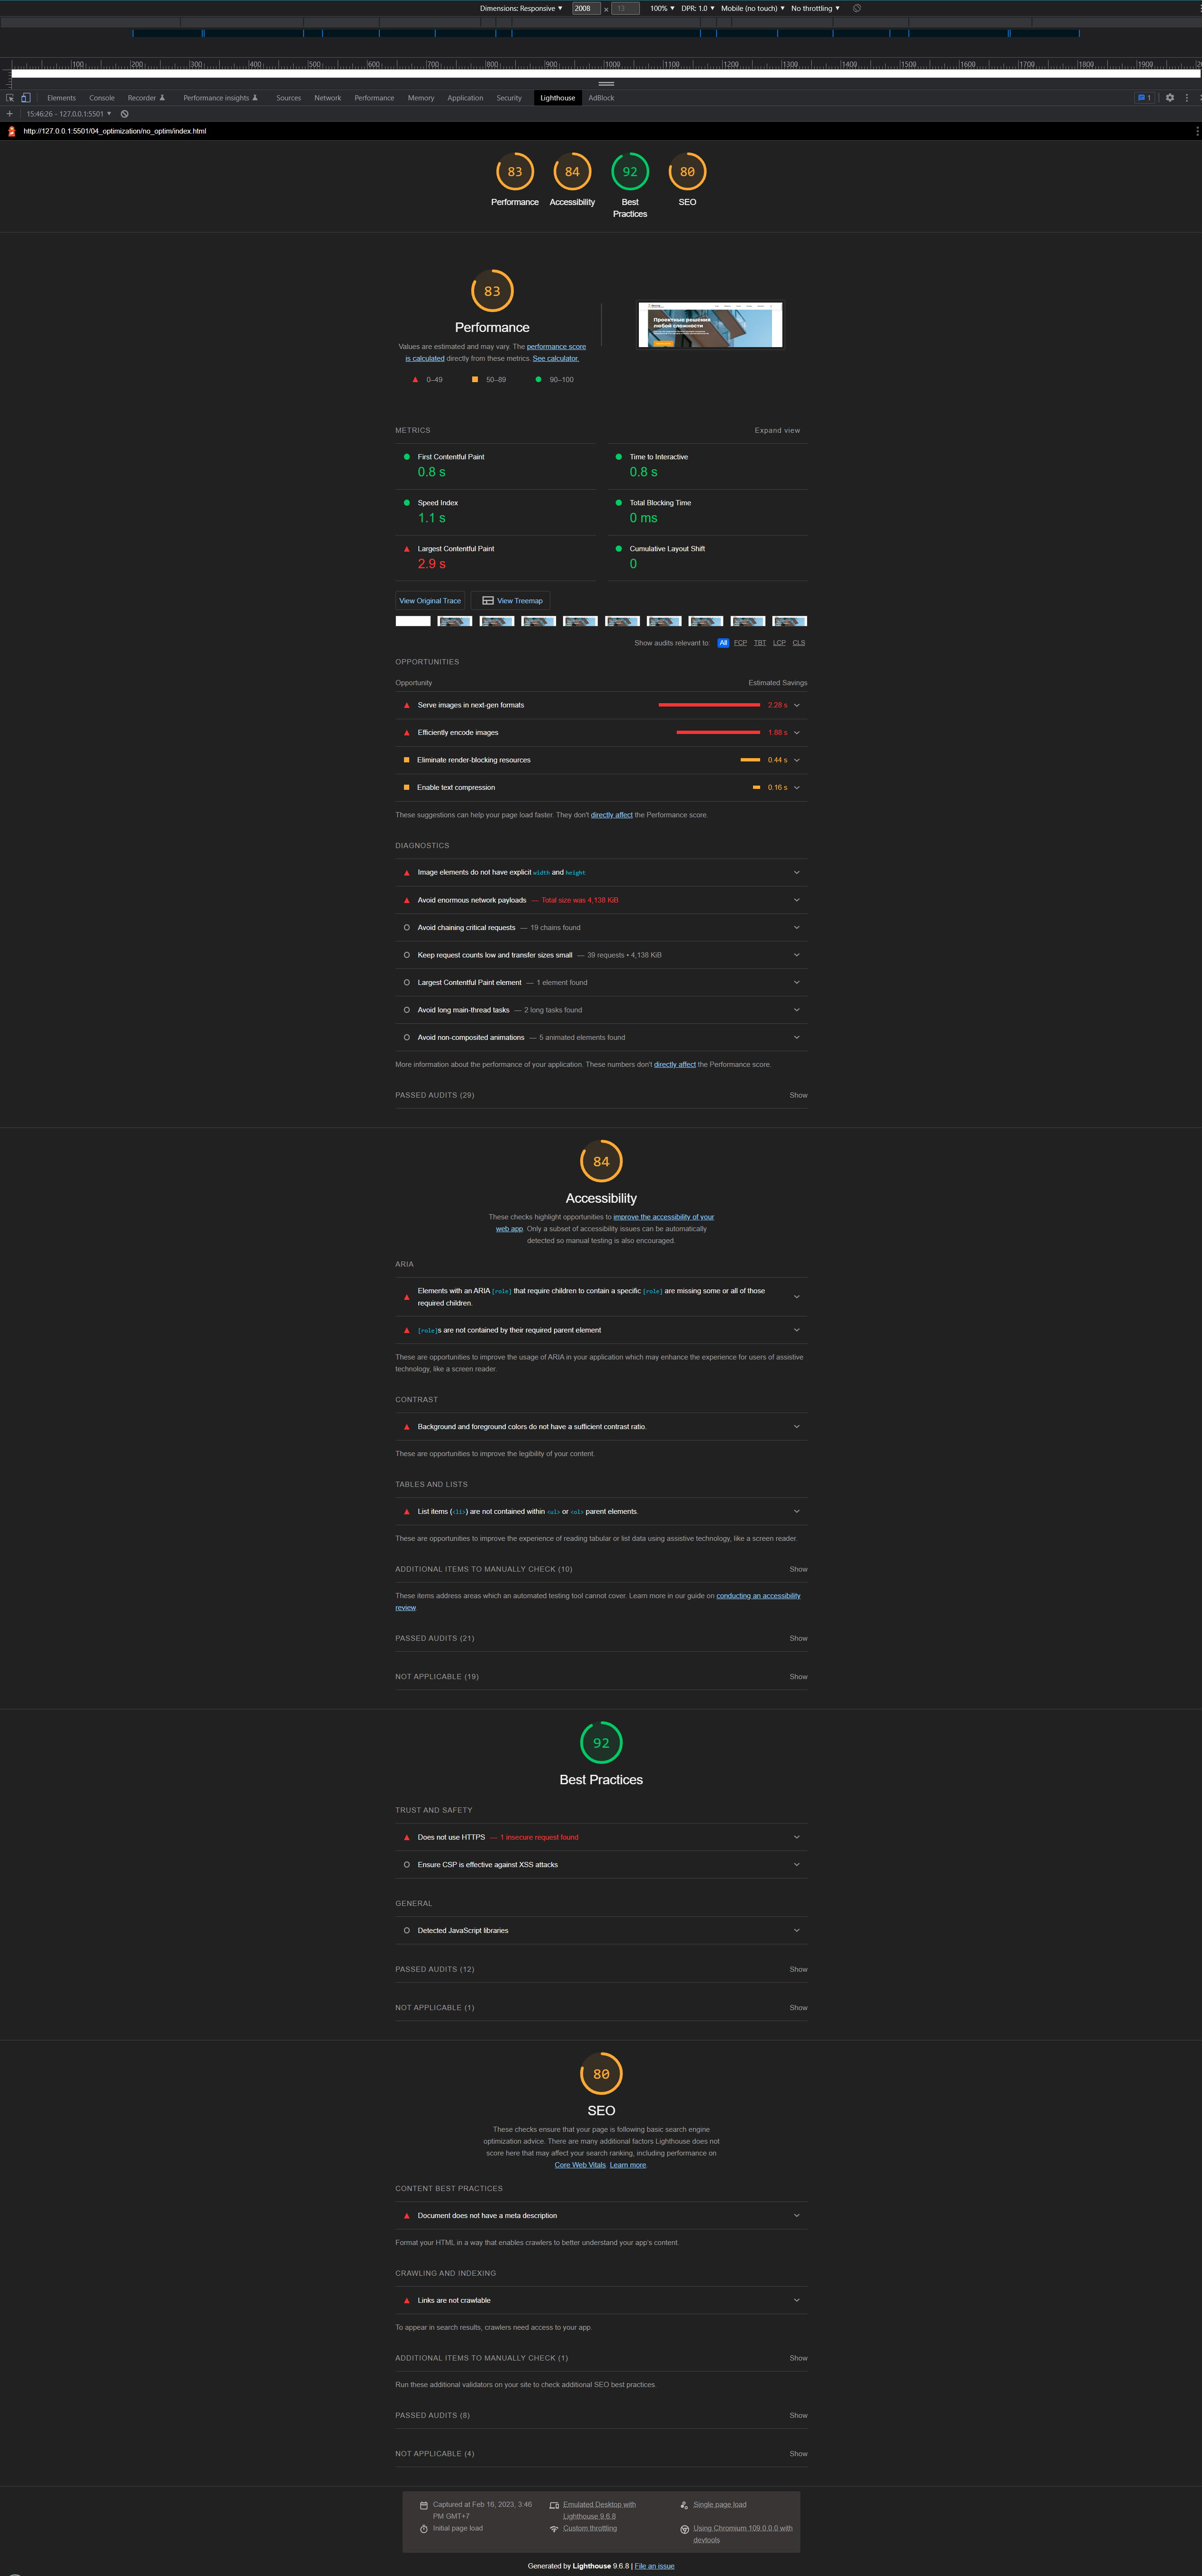 Dimensions: Responsive ▼ 2008 × 13 100% ▼ DPR: 1.0 ▼ Mobile (no touch) ▼ No throttling ▼
100 200 300 400 500 600 700 800 900 1000 1100 1200 1300 1400 1500 1600 1700 1800 1900
Elements Console Recorder Performance insights Sources Network Performance Memory Application Security Lighthouse AdBlock 1
+ 15:46:26 - 127.0.0.1:5501 ▼
http://127.0.0.1:5501/04_optimization/no_optim/index.html
83 84 92 80
Performance Accessibility Best SEO
Practices
83
Performance
Values are estimated and may vary. The performance score
is calculated directly from these metrics. See calculator.
0–49 50–89 90–100
Проектные решения
любой сложности
METRICS Expand view
First Contentful Paint Time to Interactive
0.8 s 0.8 s
Speed Index Total Blocking Time
1.1 s 0 ms
Largest Contentful Paint Cumulative Layout Shift
2.9 s 0
View Original Trace View Treemap
Show audits relevant to: All FCP TBT LCP CLS
OPPORTUNITIES
Opportunity Estimated Savings
Serve images in next-gen formats 2.28 s
Efficiently encode images 1.88 s
Eliminate render-blocking resources 0.44 s
Enable text compression 0.16 s
These suggestions can help your page load faster. They don't directly affect the Performance score.
DIAGNOSTICS
Image elements do not have explicit width and height
Avoid enormous network payloads — Total size was 4,138 KiB
Avoid chaining critical requests — 19 chains found
Keep request counts low and transfer sizes small — 39 requests • 4,138 KiB
Largest Contentful Paint element — 1 element found
Avoid long main-thread tasks — 2 long tasks found
Avoid non-composited animations — 5 animated elements found
More information about the performance of your application. These numbers don't directly affect the Performance score.
PASSED AUDITS (29) Show
84
Accessibility
These checks highlight opportunities to improve the accessibility of your
web app. Only a subset of accessibility issues can be automatically
detected so manual testing is also encouraged.
ARIA
Elements with an ARIA [role] that require children to contain a specific [role] are missing some or all of those
required children.
[role]s are not contained by their required parent element
These are opportunities to improve the usage of ARIA in your application which may enhance the experience for users of assistive
technology, like a screen reader.
CONTRAST
Background and foreground colors do not have a sufficient contrast ratio.
These are opportunities to improve the legibility of your content.
TABLES AND LISTS
List items (<li>) are not contained within <ul> or <ol> parent elements.
These are opportunities to improve the experience of reading tabular or list data using assistive technology, like a screen reader.
ADDITIONAL ITEMS TO MANUALLY CHECK (10) Show
These items address areas which an automated testing tool cannot cover. Learn more in our guide on conducting an accessibility
review.
PASSED AUDITS (21) Show
NOT APPLICABLE (19) Show
92
Best Practices
TRUST AND SAFETY
Does not use HTTPS — 1 insecure request found
Ensure CSP is effective against XSS attacks
GENERAL
Detected JavaScript libraries
PASSED AUDITS (12) Show
NOT APPLICABLE (1) Show
80
SEO
These checks ensure that your page is following basic search engine
optimization advice. There are many additional factors Lighthouse does not
score here that may affect your search ranking, including performance on
Core Web Vitals. Learn more.
CONTENT BEST PRACTICES
Document does not have a meta description
Format your HTML in a way that enables crawlers to better understand your app's content.
CRAWLING AND INDEXING
Links are not crawlable
To appear in search results, crawlers need access to your app.
ADDITIONAL ITEMS TO MANUALLY CHECK (1) Show
Run these additional validators on your site to check additional SEO best practices.
PASSED AUDITS (8) Show
NOT APPLICABLE (4) Show
Captured at Feb 16, 2023, 3:46 Emulated Desktop with Single page load
PM GMT+7 Lighthouse 9.6.8
Initial page load Custom throttling Using Chromium 109.0.0.0 with
devtools
Generated by Lighthouse 9.6.8 | File an issue